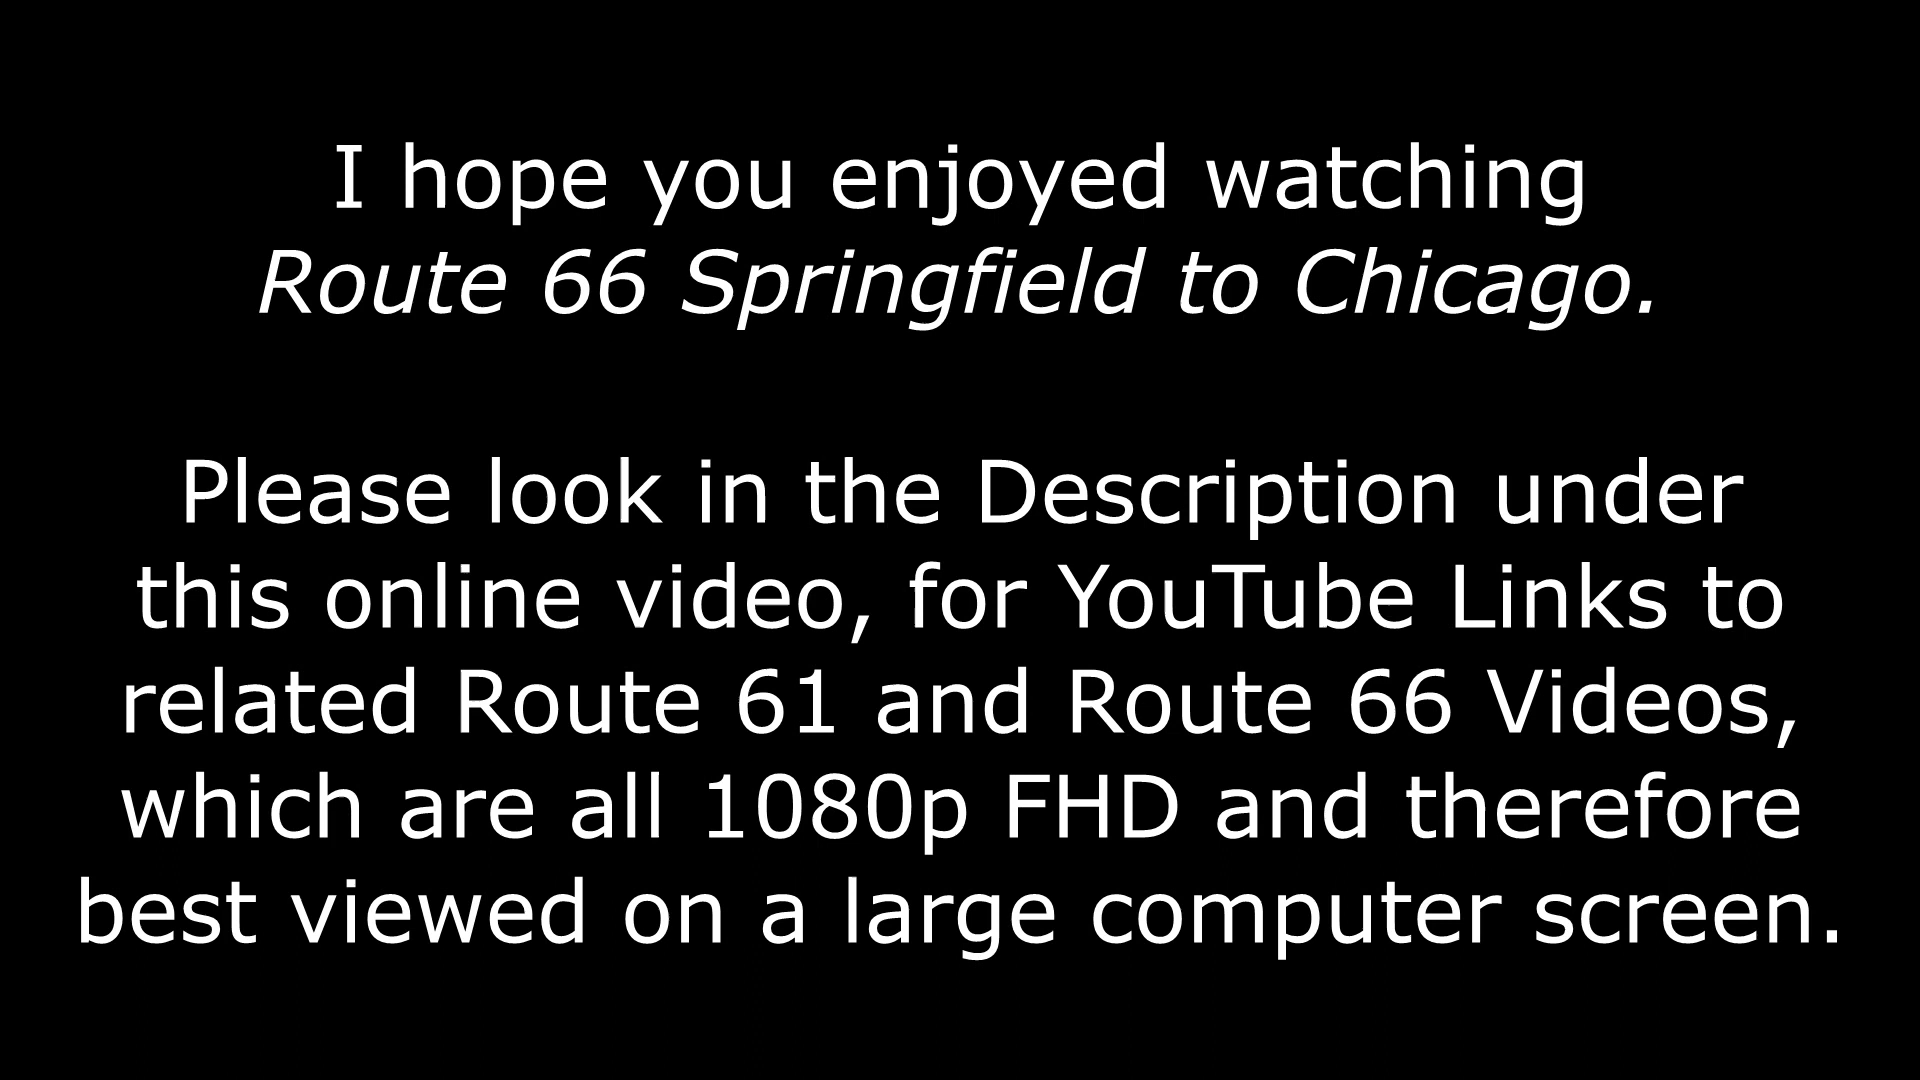 I hope you enjoyed watching
Route 66 Springfield to Chicago.
Please look in the Description under
this online video, for YouTube Links to
related Route 61 and Route 66 Videos,
which are all 1080p FHD and therefore
best viewed on a large computer screen.